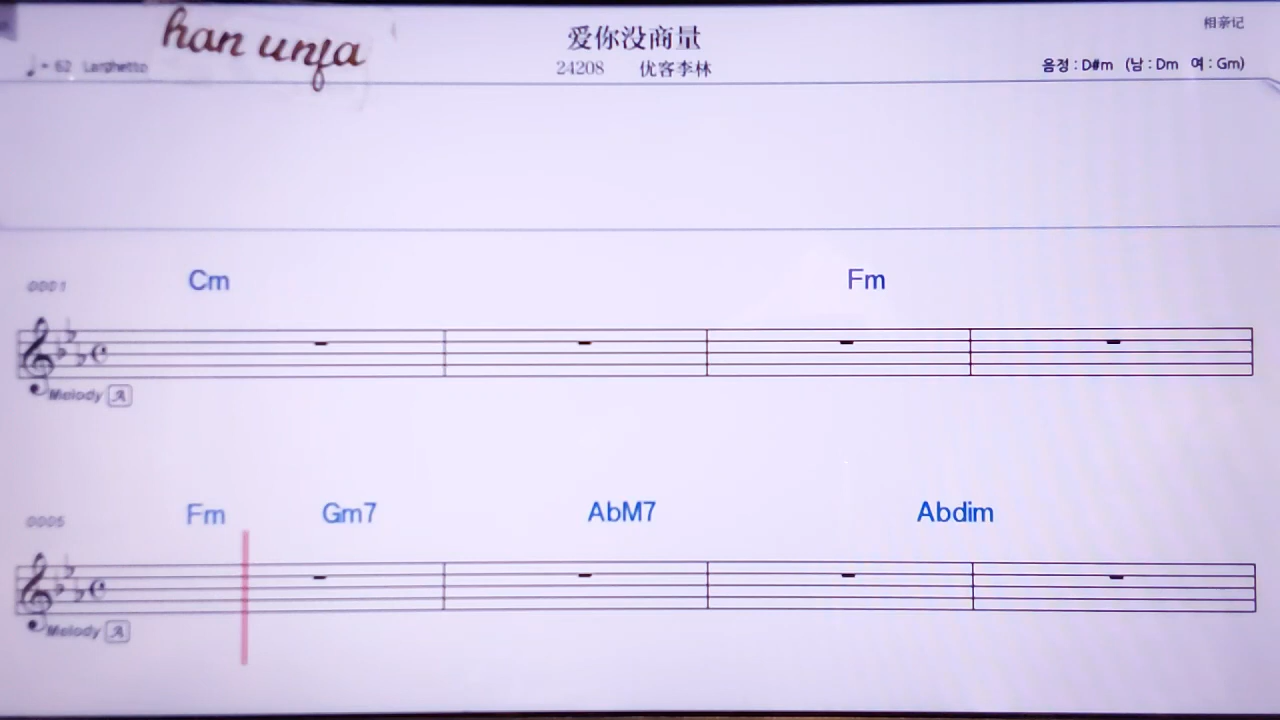 han unfa
爱你没商量
相亲记
♩ = 62 Larghetto
24208 优客李林
음정 : D#m (남 : Dm 여 : Gm)
0001 Cm Fm
Melody A
0005 Fm Gm7 AbM7 Abdim
Melody A